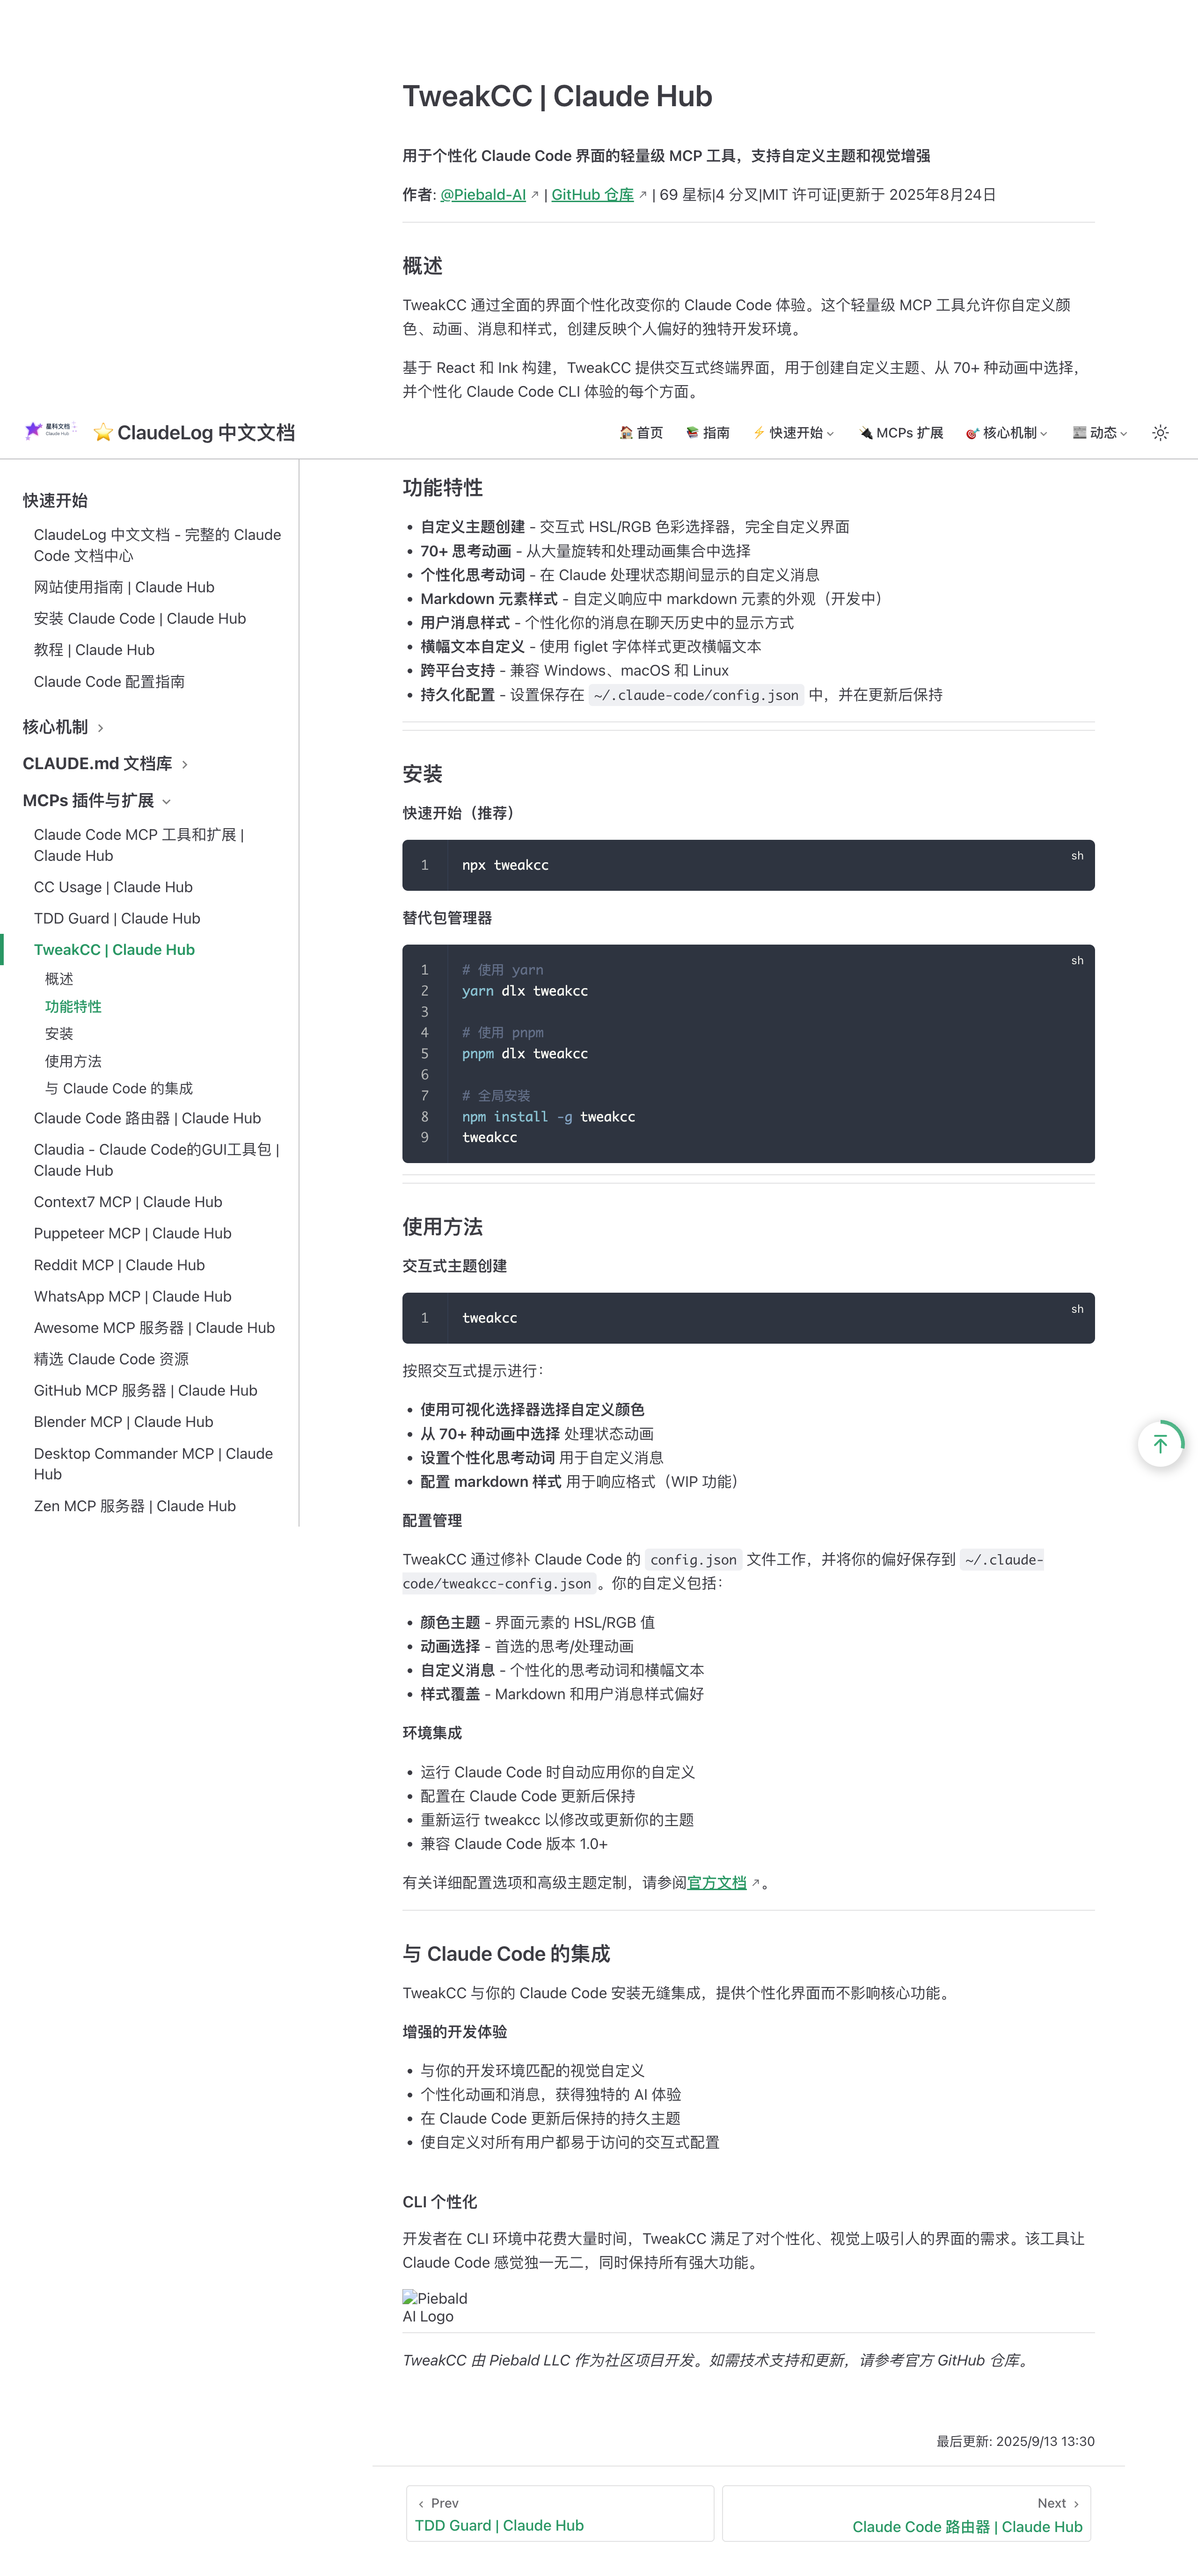 TweakCC | Claude Hub
用于个性化 Claude Code 界面的轻量级 MCP 工具，支持自定义主题和视觉增强
作者: @Piebald-AI | GitHub 仓库 | 69 星标|4 分叉|MIT 许可证|更新于 2025年8月24日
概述
TweakCC 通过全面的界面个性化改变你的 Claude Code 体验。这个轻量级 MCP 工具允许你自定义颜
色、动画、消息和样式，创建反映个人偏好的独特开发环境。
基于 React 和 Ink 构建，TweakCC 提供交互式终端界面，用于创建自定义主题、从 70+ 种动画中选择，
并个性化 Claude Code CLI 体验的每个方面。
星科文档
Claude Hub
⭐ ClaudeLog 中文文档
🏠 首页
📚 指南
⚡ 快速开始
🔌 MCPs 扩展
🎯 核心机制
📰 动态
快速开始
ClaudeLog 中文文档 - 完整的 Claude
Code 文档中心
网站使用指南 | Claude Hub
安装 Claude Code | Claude Hub
教程 | Claude Hub
Claude Code 配置指南
核心机制
CLAUDE.md 文档库
MCPs 插件与扩展
Claude Code MCP 工具和扩展 |
Claude Hub
CC Usage | Claude Hub
TDD Guard | Claude Hub
TweakCC | Claude Hub
概述
功能特性
安装
使用方法
与 Claude Code 的集成
Claude Code 路由器 | Claude Hub
Claudia - Claude Code的GUI工具包 |
Claude Hub
Context7 MCP | Claude Hub
Puppeteer MCP | Claude Hub
Reddit MCP | Claude Hub
WhatsApp MCP | Claude Hub
Awesome MCP 服务器 | Claude Hub
精选 Claude Code 资源
GitHub MCP 服务器 | Claude Hub
Blender MCP | Claude Hub
Desktop Commander MCP | Claude
Hub
Zen MCP 服务器 | Claude Hub
功能特性
• 自定义主题创建 - 交互式 HSL/RGB 色彩选择器，完全自定义界面
• 70+ 思考动画 - 从大量旋转和处理动画集合中选择
• 个性化思考动词 - 在 Claude 处理状态期间显示的自定义消息
• Markdown 元素样式 - 自定义响应中 markdown 元素的外观（开发中）
• 用户消息样式 - 个性化你的消息在聊天历史中的显示方式
• 横幅文本自定义 - 使用 figlet 字体样式更改横幅文本
• 跨平台支持 - 兼容 Windows、macOS 和 Linux
• 持久化配置 - 设置保存在 ~/.claude-code/config.json 中，并在更新后保持
安装
快速开始（推荐）
sh
1 npx tweakcc
替代包管理器
sh
1 # 使用 yarn
2 yarn dlx tweakcc
3
4 # 使用 pnpm
5 pnpm dlx tweakcc
6
7 # 全局安装
8 npm install -g tweakcc
9 tweakcc
使用方法
交互式主题创建
sh
1 tweakcc
按照交互式提示进行：
• 使用可视化选择器选择自定义颜色
• 从 70+ 种动画中选择 处理状态动画
• 设置个性化思考动词 用于自定义消息
• 配置 markdown 样式 用于响应格式（WIP 功能）
配置管理
TweakCC 通过修补 Claude Code 的 config.json 文件工作，并将你的偏好保存到 ~/.claude-
code/tweakcc-config.json 。你的自定义包括：
• 颜色主题 - 界面元素的 HSL/RGB 值
• 动画选择 - 首选的思考/处理动画
• 自定义消息 - 个性化的思考动词和横幅文本
• 样式覆盖 - Markdown 和用户消息样式偏好
环境集成
• 运行 Claude Code 时自动应用你的自定义
• 配置在 Claude Code 更新后保持
• 重新运行 tweakcc 以修改或更新你的主题
• 兼容 Claude Code 版本 1.0+
有关详细配置选项和高级主题定制，请参阅官方文档。
与 Claude Code 的集成
TweakCC 与你的 Claude Code 安装无缝集成，提供个性化界面而不影响核心功能。
增强的开发体验
• 与你的开发环境匹配的视觉自定义
• 个性化动画和消息，获得独特的 AI 体验
• 在 Claude Code 更新后保持的持久主题
• 使自定义对所有用户都易于访问的交互式配置
CLI 个性化
开发者在 CLI 环境中花费大量时间，TweakCC 满足了对个性化、视觉上吸引人的界面的需求。该工具让
Claude Code 感觉独一无二，同时保持所有强大功能。
Piebald
AI Logo
TweakCC 由 Piebald LLC 作为社区项目开发。如需技术支持和更新，请参考官方 GitHub 仓库。
最后更新: 2025/9/13 13:30
‹ Prev
TDD Guard | Claude Hub
Next ›
Claude Code 路由器 | Claude Hub